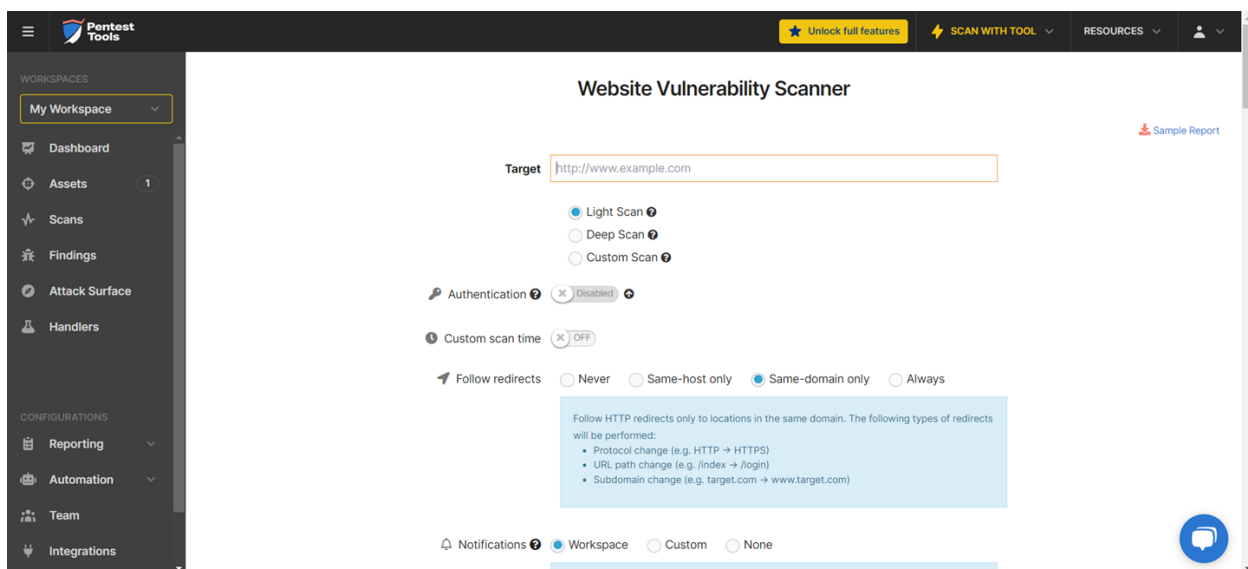 Pentest
Tools
Unlock full features
SCAN WITH TOOL
RESOURCES
WORKSPACES
My Workspace
Dashboard
Assets 1
Scans
Findings
Attack Surface
Handlers
CONFIGURATIONS
Reporting
Automation
Team
Integrations
Website Vulnerability Scanner
Sample Report
Target http://www.example.com
Light Scan
Deep Scan
Custom Scan
Authentication Disabled
Custom scan time OFF
Follow redirects Never Same-host only Same-domain only Always
Follow HTTP redirects only to locations in the same domain. The following types of redirects
will be performed:
• Protocol change (e.g. HTTP → HTTPS)
• URL path change (e.g. /index → /login)
• Subdomain change (e.g. target.com → www.target.com)
Notifications Workspace Custom None